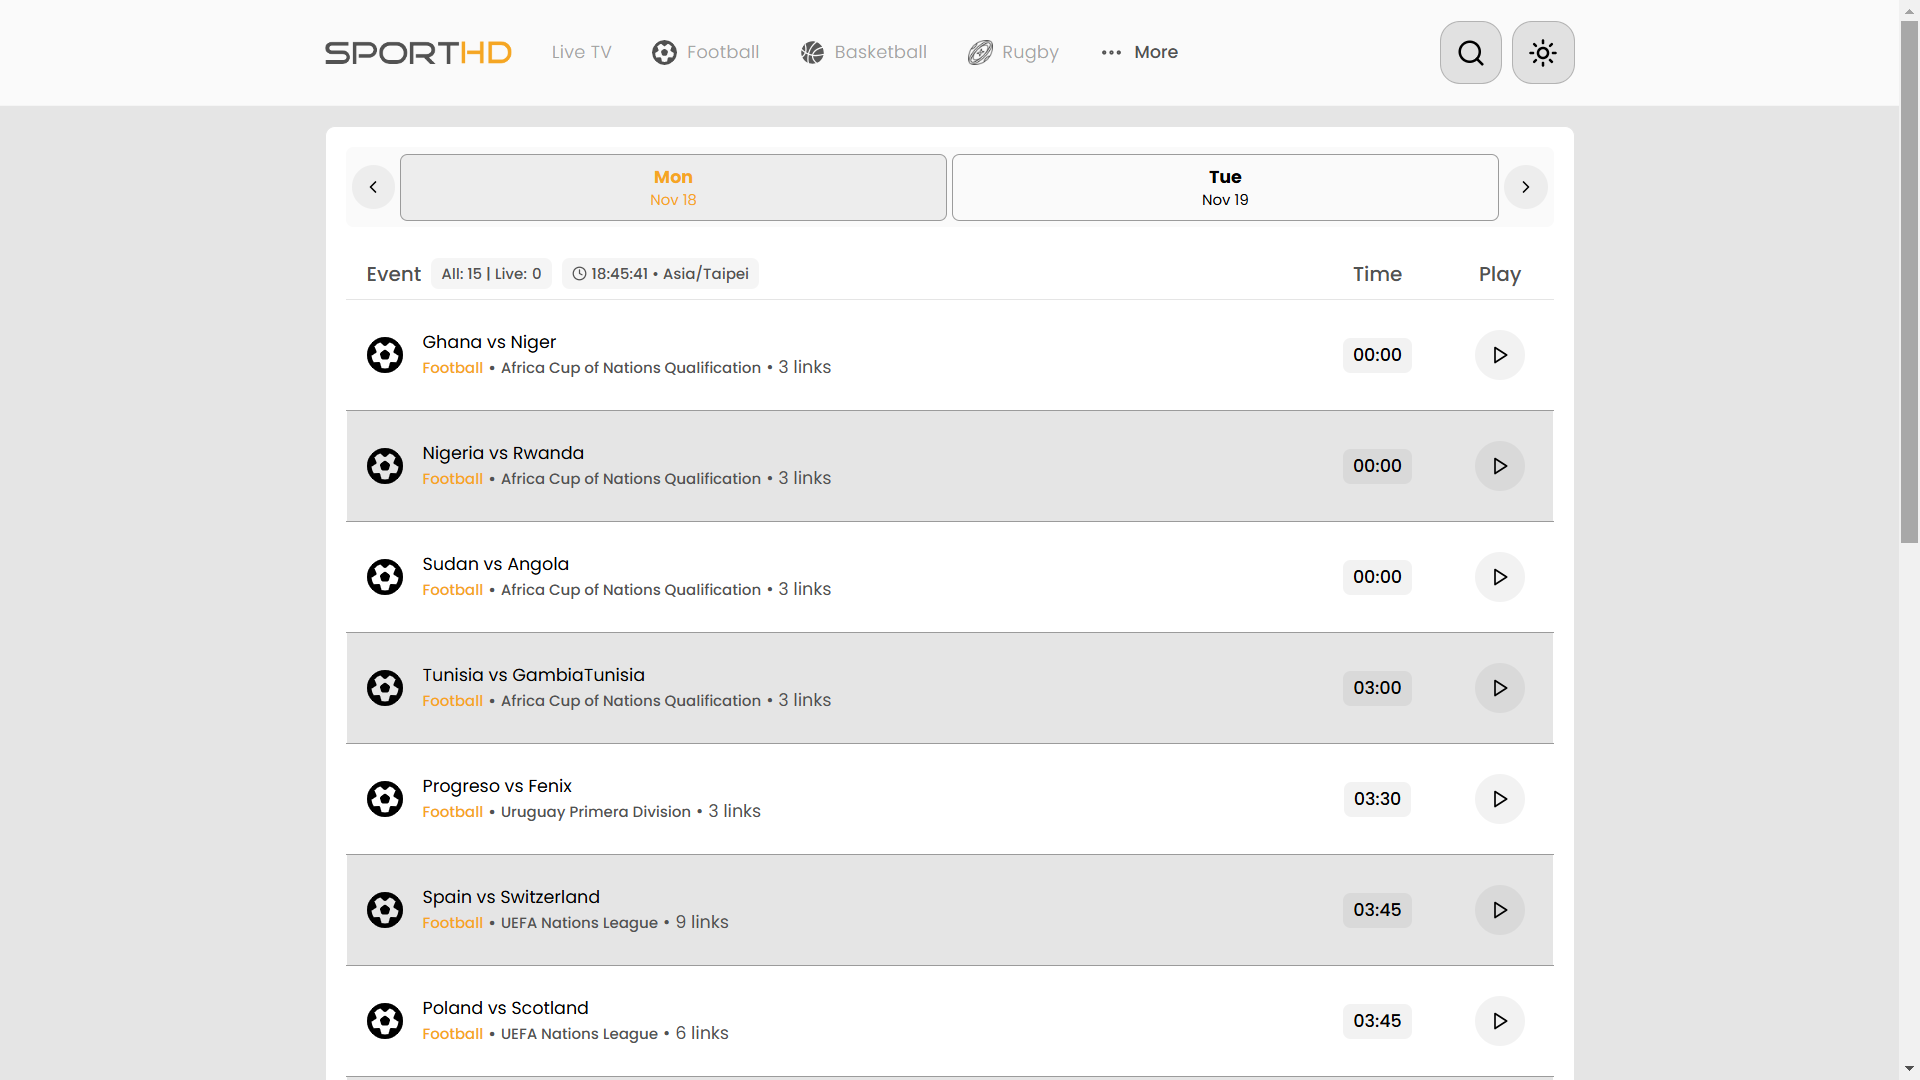 SPORTHD Live TV Football Basketball Rugby More
Mon Tue
Nov 18 Nov 19
Event All: 15 | Live: 0 18:45:41 • Asia/Taipei Time Play
Ghana vs Niger
Football • Africa Cup of Nations Qualification • 3 links 00:00
Nigeria vs Rwanda
Football • Africa Cup of Nations Qualification • 3 links 00:00
Sudan vs Angola
Football • Africa Cup of Nations Qualification • 3 links 00:00
Tunisia vs GambiaTunisia
Football • Africa Cup of Nations Qualification • 3 links 03:00
Progreso vs Fenix
Football • Uruguay Primera Division • 3 links 03:30
Spain vs Switzerland
Football • UEFA Nations League • 9 links 03:45
Poland vs Scotland
Football • UEFA Nations League • 6 links 03:45